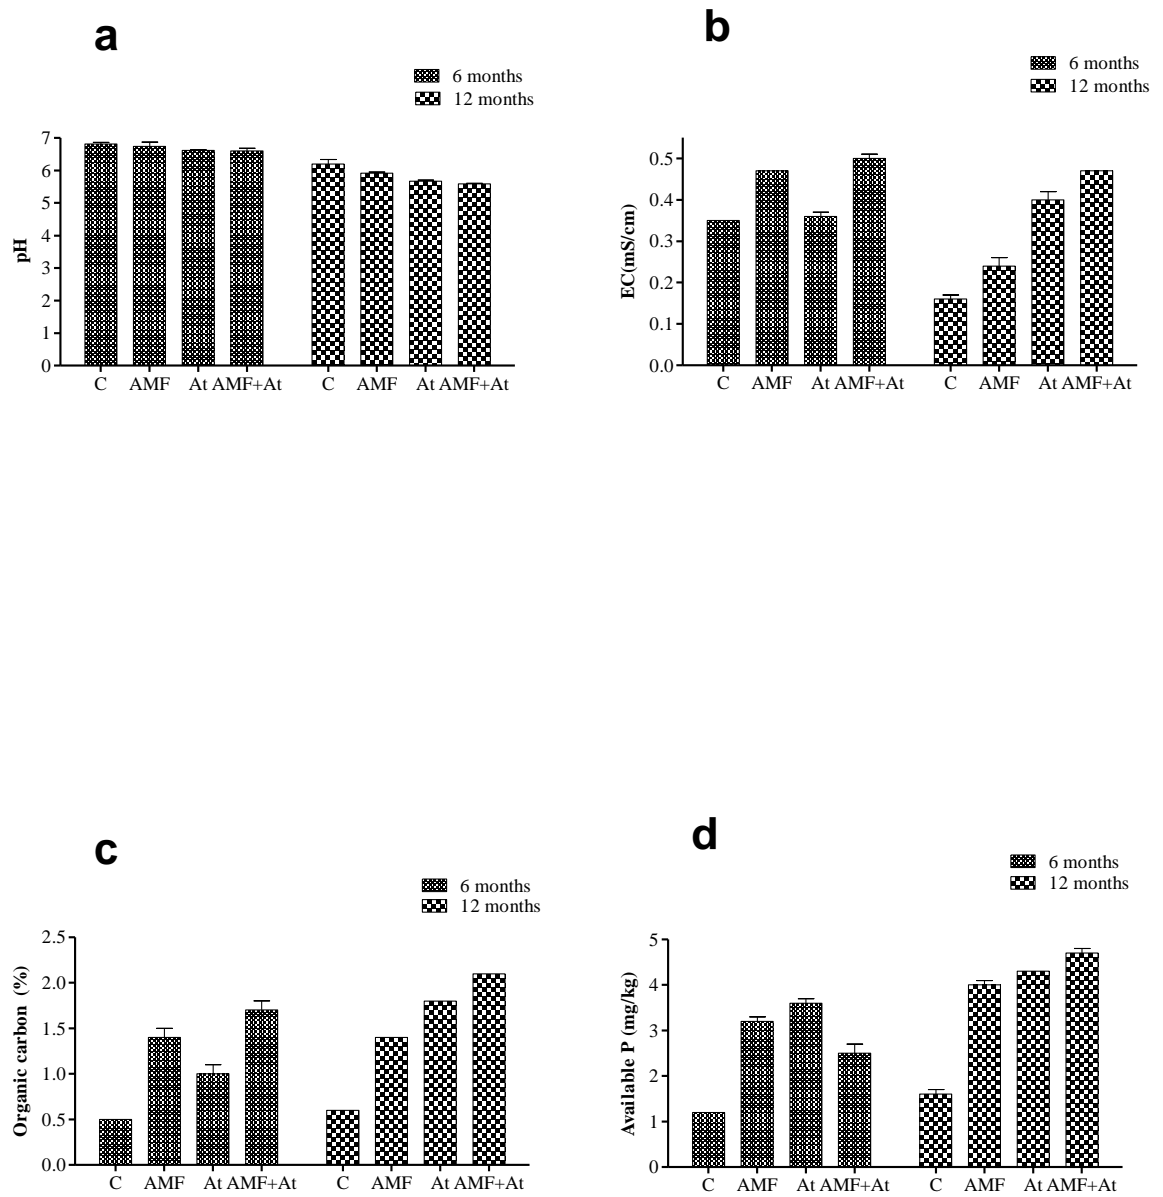 a
6 months
12 months
pH
7
6
5
4
3
2
1
0
C AMF At AMF+At C AMF At AMF+At
b
6 months
12 months
EC(mS/cm)
0.5
0.4
0.3
0.2
0.1
0.0
C AMF At AMF+At C AMF At AMF+At
c
6 months
12 months
Organic carbon (%)
2.5
2.0
1.5
1.0
0.5
0.0
C AMF At AMF+At C AMF At AMF+At
d
6 months
12 months
Available P (mg/kg)
5
4
3
2
1
0
C AMF At AMF+At C AMF At AMF+At